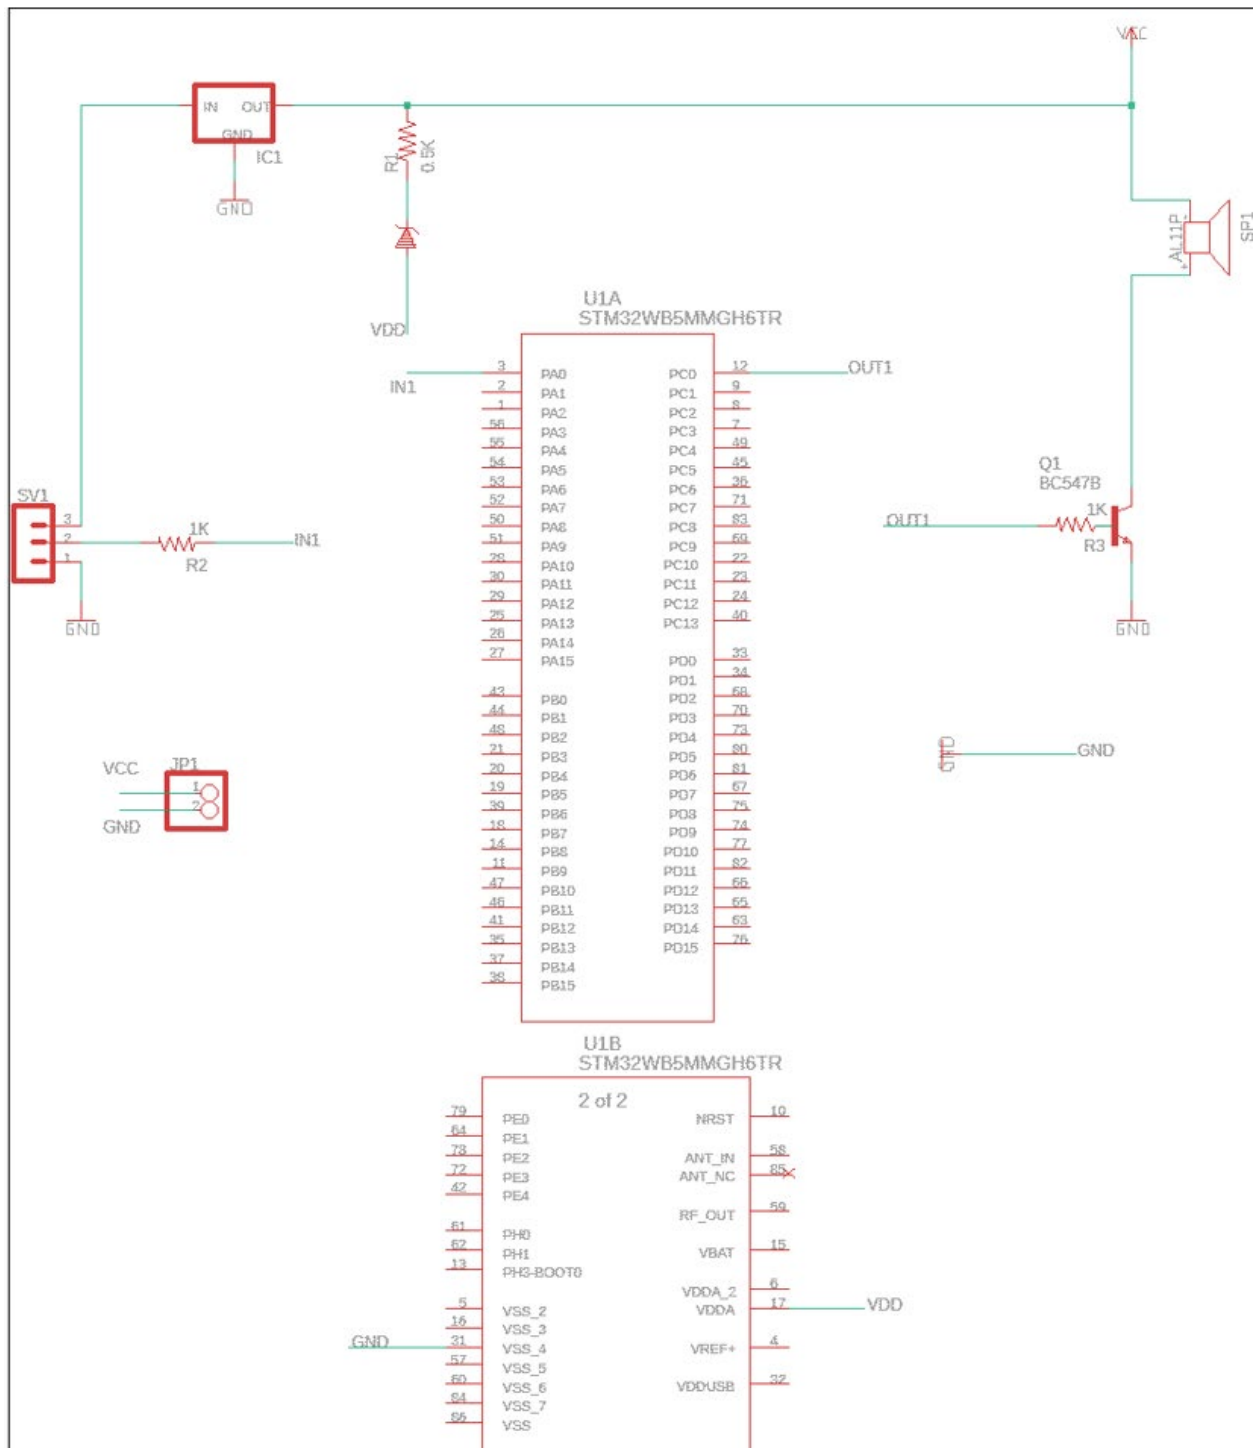 VCC
IN OUT
GND
IC1
GND
R1
0.5K
VDD
AL11P
-
+
SP1
U1A
STM32WB5MMGH6TR
IN1
3 PA0 PC0 12 OUT1
2 PA1 PC1 9
1 PA2 PC2 8
56 PA3 PC3 7
55 PA4 PC4 49
54 PA5 PC5 45
53 PA6 PC6 36
52 PA7 PC7 71
50 PA8 PC8 83
51 PA9 PC9 69
28 PA10 PC10 22
30 PA11 PC11 23
29 PA12 PC12 24
25 PA13 PC13 40
26 PA14
27 PA15 PD0 33
PD1 34
43 PB0 PD2 68
44 PB1 PD3 70
48 PB2 PD4 73
21 PB3 PD5 80
20 PB4 PD6 81
19 PB5 PD7 67
39 PB6 PD8 75
18 PB7 PD9 74
14 PB8 PD10 77
11 PB9 PD11 82
47 PB10 PD12 66
46 PB11 PD13 65
41 PB12 PD14 63
35 PB13 PD15 76
37 PB14
38 PB15
SV1
3
2
1
1K
R2
IN1
GND
Q1
BC547B
OUT1
1K
R3
GND
GND
GND
VCC
JP1
1
2
GND
U1B
STM32WB5MMGH6TR
2 of 2
79 PE0 NRST 10
64 PE1
78 PE2 ANT_IN 58
72 PE3 ANT_NC 85
42 PE4
RF_OUT 59
61 PH0
62 PH1 VBAT 15
13 PH3-BOOT0
VDDA_2 6
5 VSS_2 VDDA 17 VDD
16 VSS_3
GND 31 VSS_4 VREF+ 4
57 VSS_5
60 VSS_6 VDDUSB 32
84 VSS_7
86 VSS